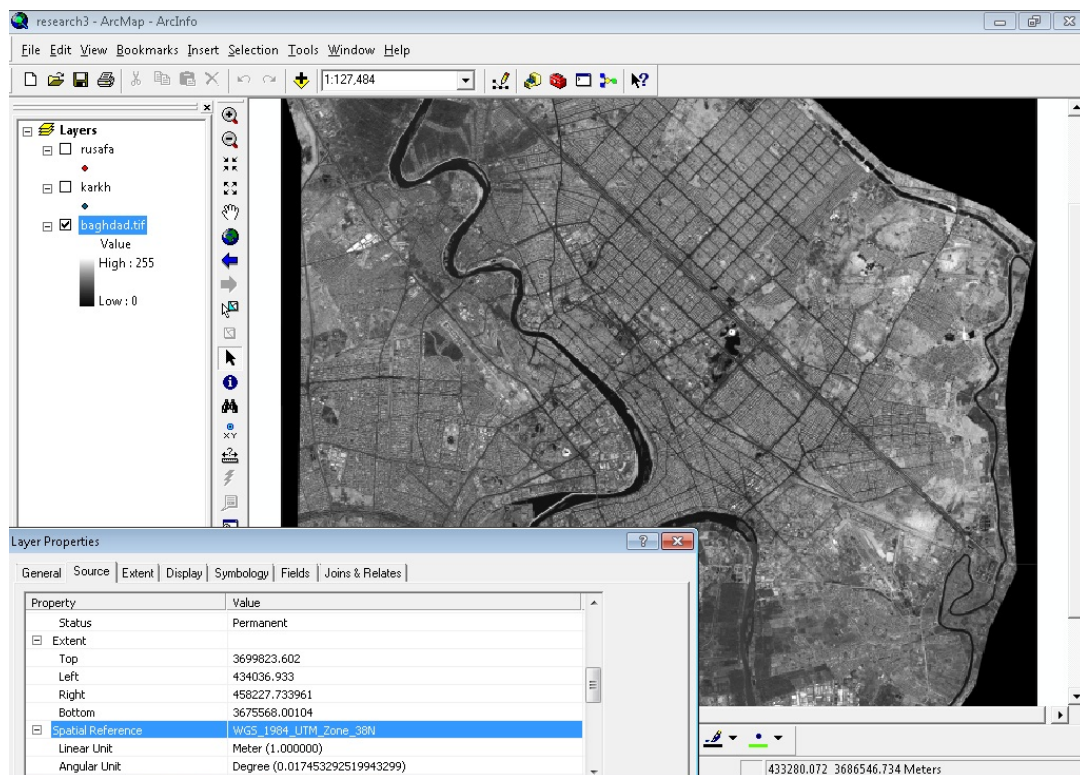 research3 - ArcMap - ArcInfo
File Edit View Bookmarks Insert Selection Tools Window Help
1:127,484
Layers
rusafa
karkh
baghdad.tif
Value
High : 255
Low : 0
XY
Layer Properties
General Source Extent Display Symbology Fields Joins & Relates
Property Value
Status Permanent
Extent
Top 3699823.602
Left 434036.933
Right 458227.733961
Bottom 3675568.00104
Spatial Reference WGS_1984_UTM_Zone_38N
Linear Unit Meter (1.000000)
Angular Unit Degree (0.017453292519943299)
433280.072 3686546.734 Meters